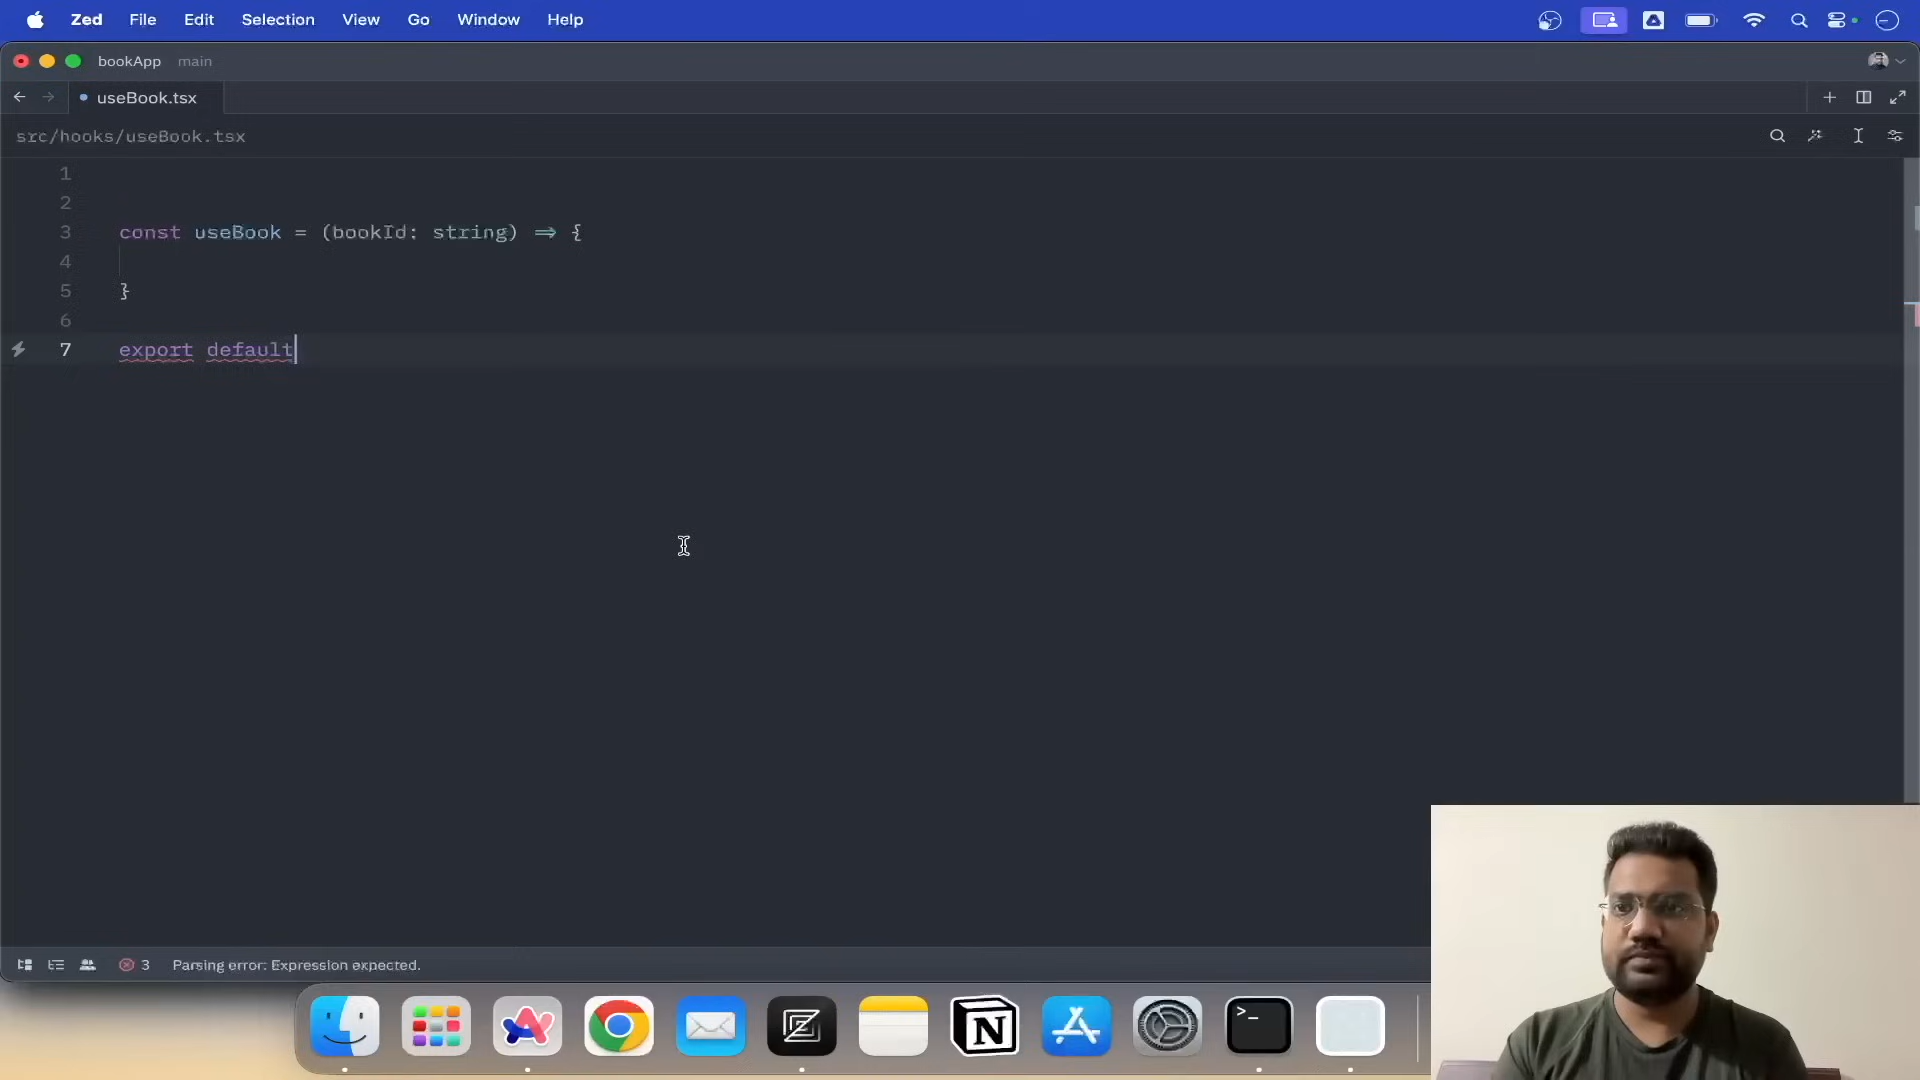 Zed File Edit Selection View Go Window Help
bookApp main
useBook.tsx
src/hooks/useBook.tsx
1
2
3 const useBook = (bookId: string) => {
4
5 }
6
7 export default
3 Parsing error: Expression expected.